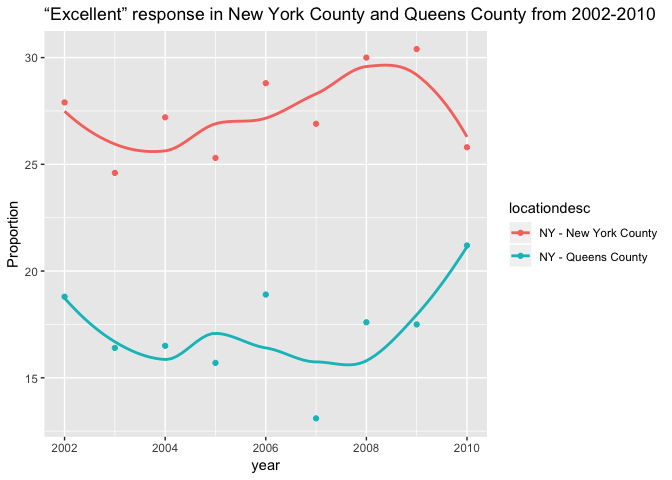 “Excellent” response in New York County and Queens County from 2002-2010
30
25
20
15
Proportion
2002 2004 2006 2008 2010
year
locationdesc
NY - New York County
NY - Queens County